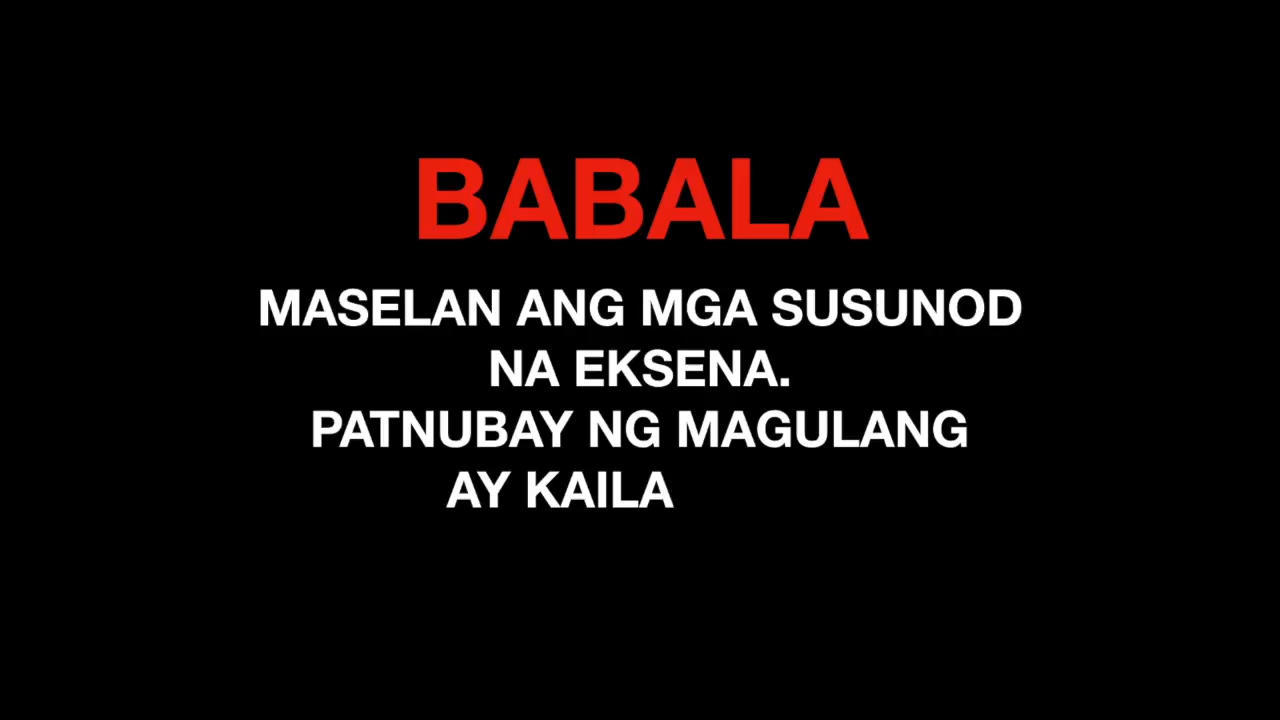 BABALA
MASELAN ANG MGA SUSUNOD
NA EKSENA.
PATNUBAY NG MAGULANG
AY KAILA